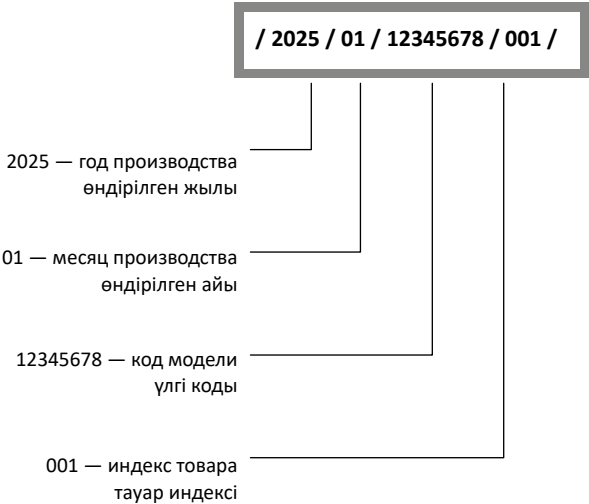 / 2025 / 01 / 12345678 / 001 /
2025 — год производства
өндірілген жылы
01 — месяц производства
өндірілген айы
12345678 — код модели
үлгі коды
001 — индекс товара
тауар индексі